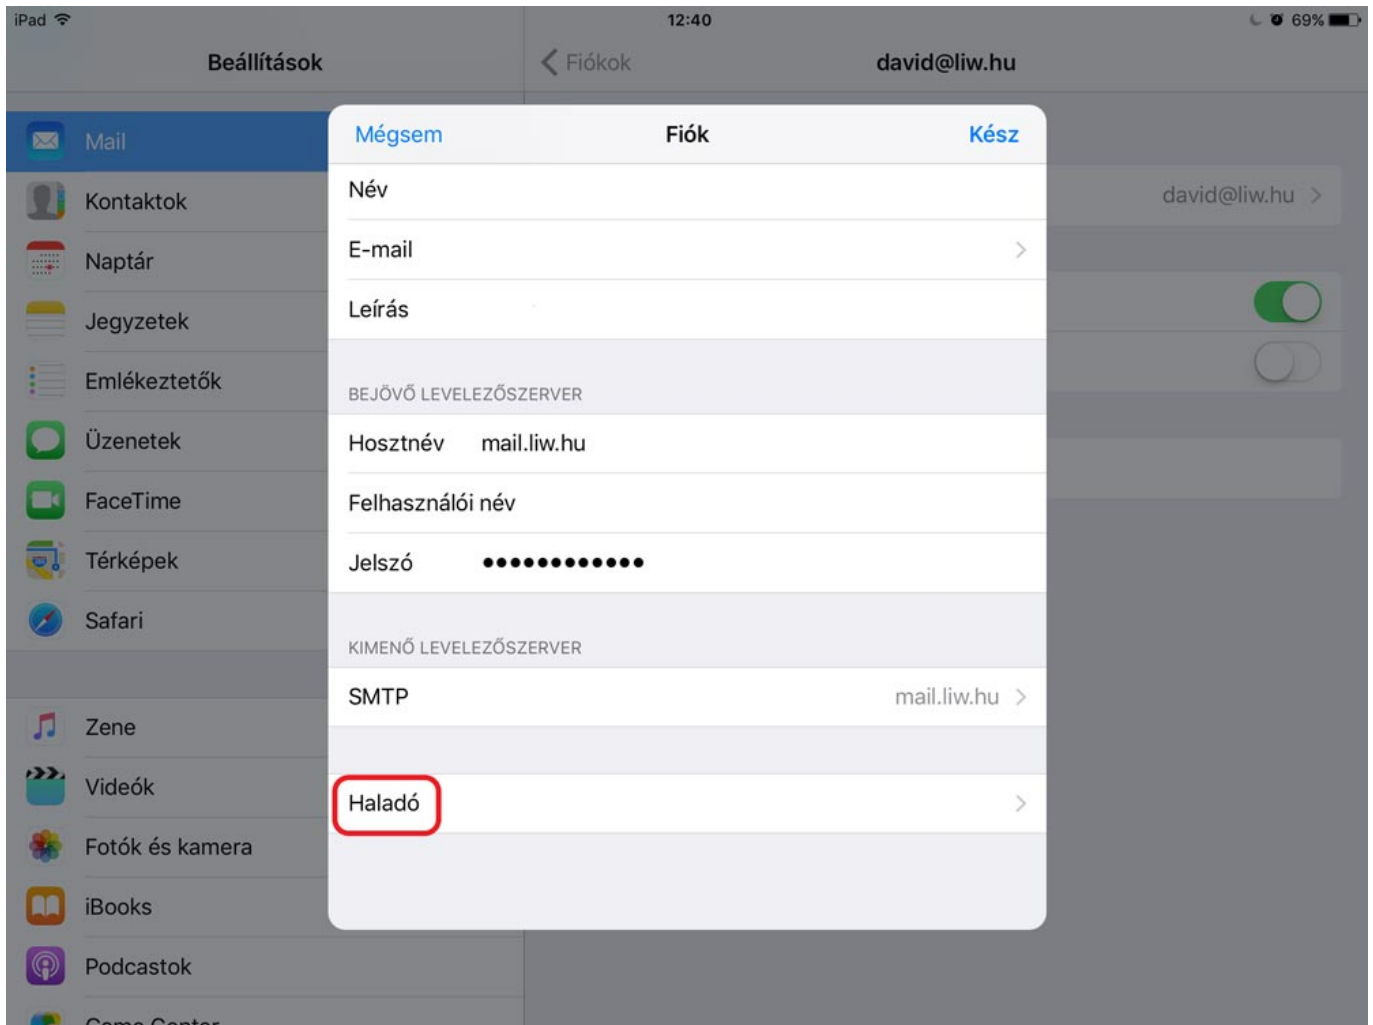 iPad 12:40 69%
Beállítások
Fiókok david@liw.hu
Mail
Kontaktok
Naptár
Jegyzetek
Emlékeztetők
Üzenetek
FaceTime
Térképek
Safari
Zene
Videók
Fotók és kamera
iBooks
Podcastok
Game Center
Mégsem Fiók Kész
Név
E-mail
Leírás
BEJÖVŐ LEVELEZŐSZERVER
Hosztnév mail.liw.hu
Felhasználói név
Jelszó ••••••••••••
KIMENŐ LEVELEZŐSZERVER
SMTP mail.liw.hu
Haladó
david@liw.hu